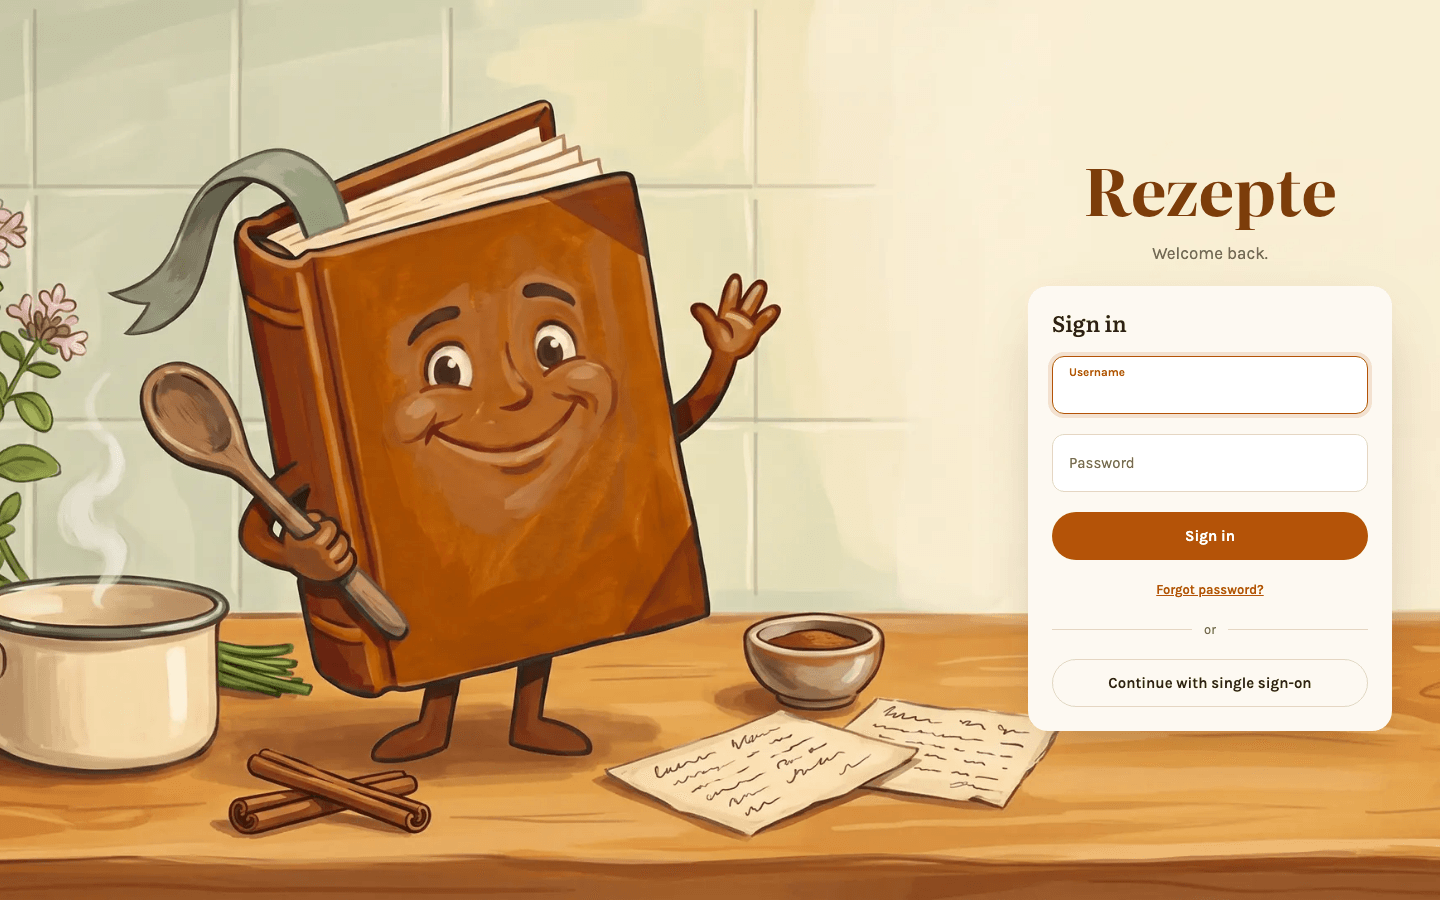 Rezepte
Welcome back.
Sign in
Username
Password
Sign in
Forgot password?
or
Continue with single sign-on